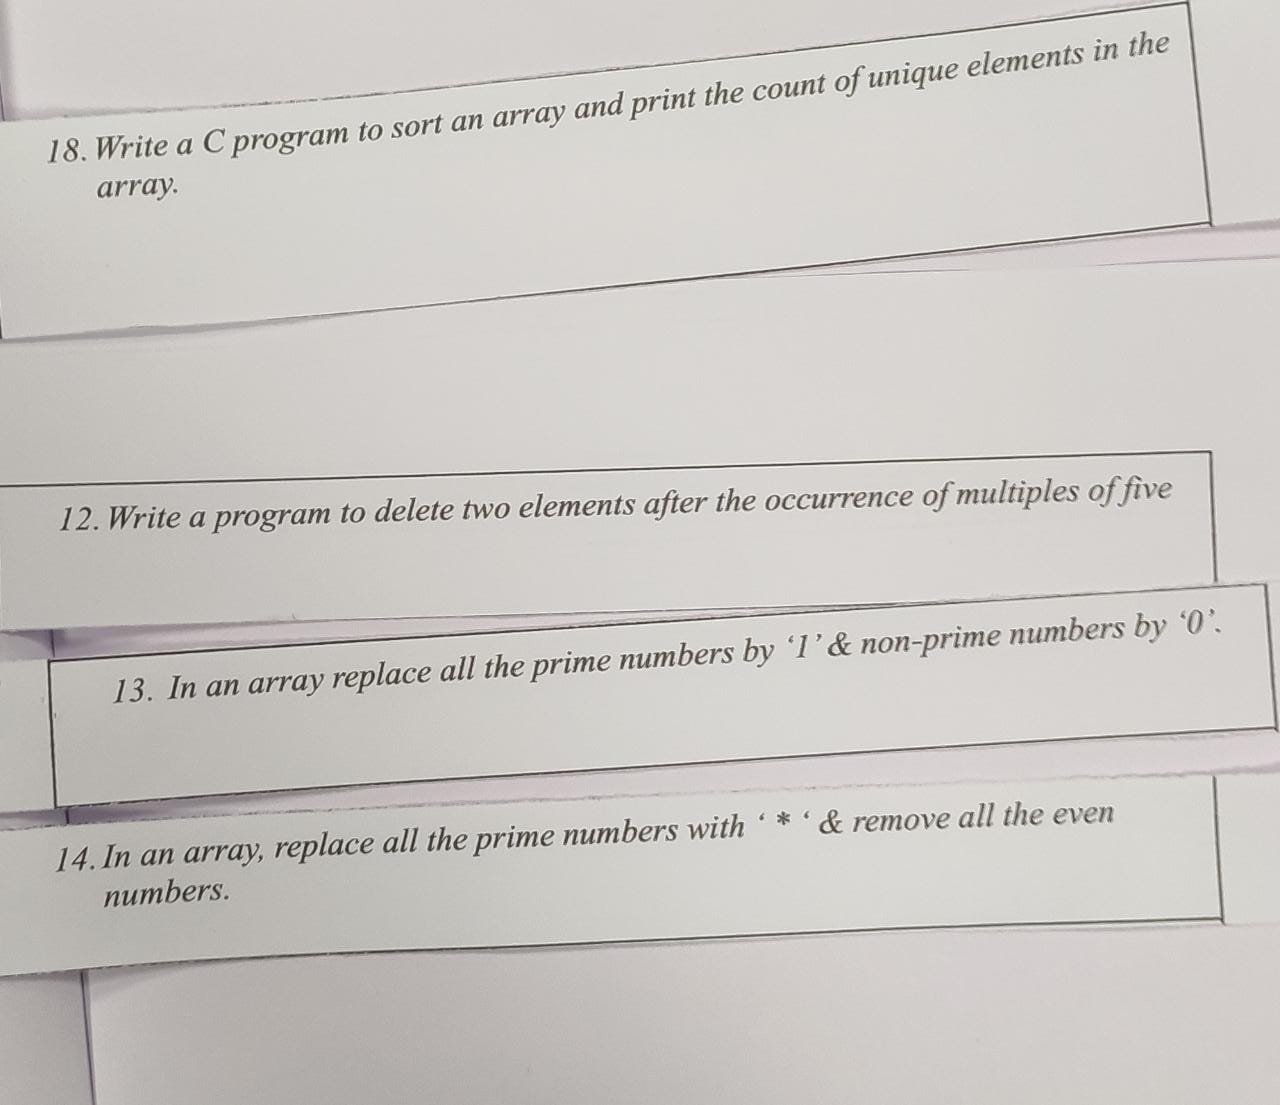 18. Write a C program to sort an array and print the count of unique elements in the
array.
12. Write a program to delete two elements after the occurrence of multiples of five
13. In an array replace all the prime numbers by ‘1’ & non-prime numbers by ‘0’.
14. In an array, replace all the prime numbers with ‘ * ‘ & remove all the even
numbers.